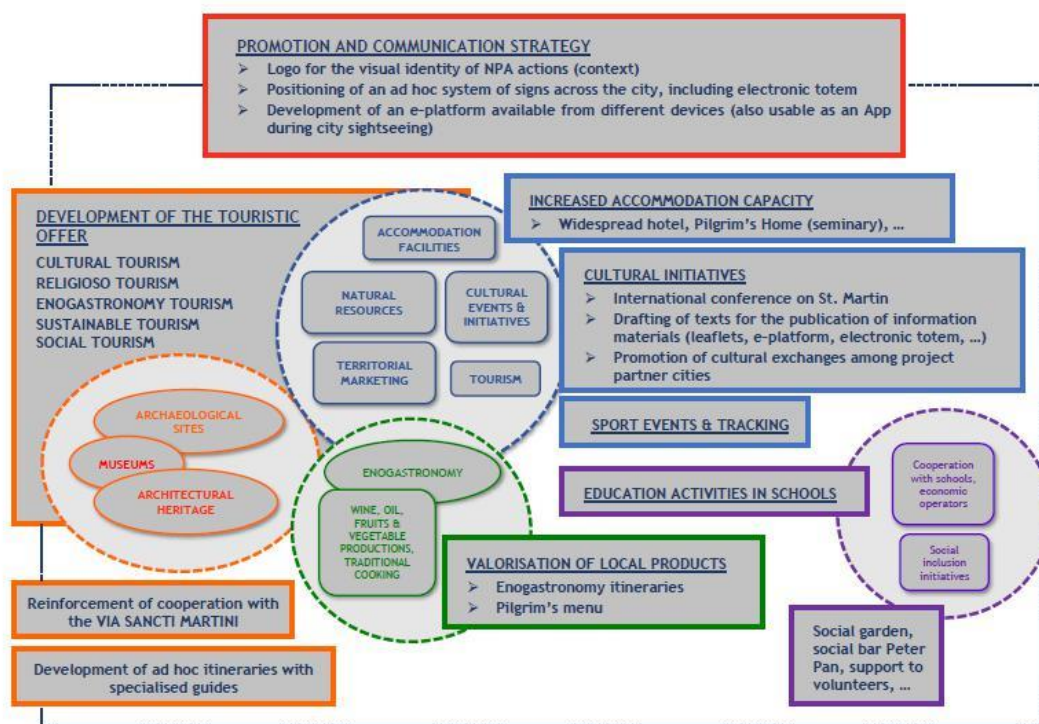 PROMOTION AND COMMUNICATION STRATEGY
➢ Logo for the visual identity of NPA actions (context)
➢ Positioning of an ad hoc system of signs across the city, including electronic totem
➢ Development of an e-platform available from different devices (also usable as an App
during city sightseeing)
DEVELOPMENT OF THE TOURISTIC
OFFER
CULTURAL TOURISM
RELIGIOSO TOURISM
ENOGASTRONOMY TOURISM
SUSTAINABLE TOURISM
SOCIAL TOURISM
ACCOMMODATION
FACILITIES
NATURAL
RESOURCES
CULTURAL
EVENTS &
INITIATIVES
TERRITORIAL
MARKETING
TOURISM
INCREASED ACCOMMODATION CAPACITY
➢ Widespread hotel, Pilgrim's Home (seminary), …
CULTURAL INITIATIVES
➢ International conference on St. Martin
➢ Drafting of texts for the publication of information
materials (leaflets, e-platform, electronic totem, …)
➢ Promotion of cultural exchanges among project
partner cities
SPORT EVENTS & TRACKING
ARCHAEOLOGICAL
SITES
MUSEUMS
ARCHITECTURAL
HERITAGE
ENOGASTRONOMY
WINE, OIL,
FRUITS &
VEGETABLE
PRODUCTIONS,
TRADITIONAL
COOKING
EDUCATION ACTIVITIES IN SCHOOLS
Cooperation
with schools,
economic
operators
Social
inclusion
initiatives
VALORISATION OF LOCAL PRODUCTS
➢ Enogastronomy itineraries
➢ Pilgrim's menu
Reinforcement of cooperation with
the VIA SANCTI MARTINI
Development of ad hoc itineraries with
specialised guides
Social garden,
social bar Peter
Pan, support to
volunteers, …